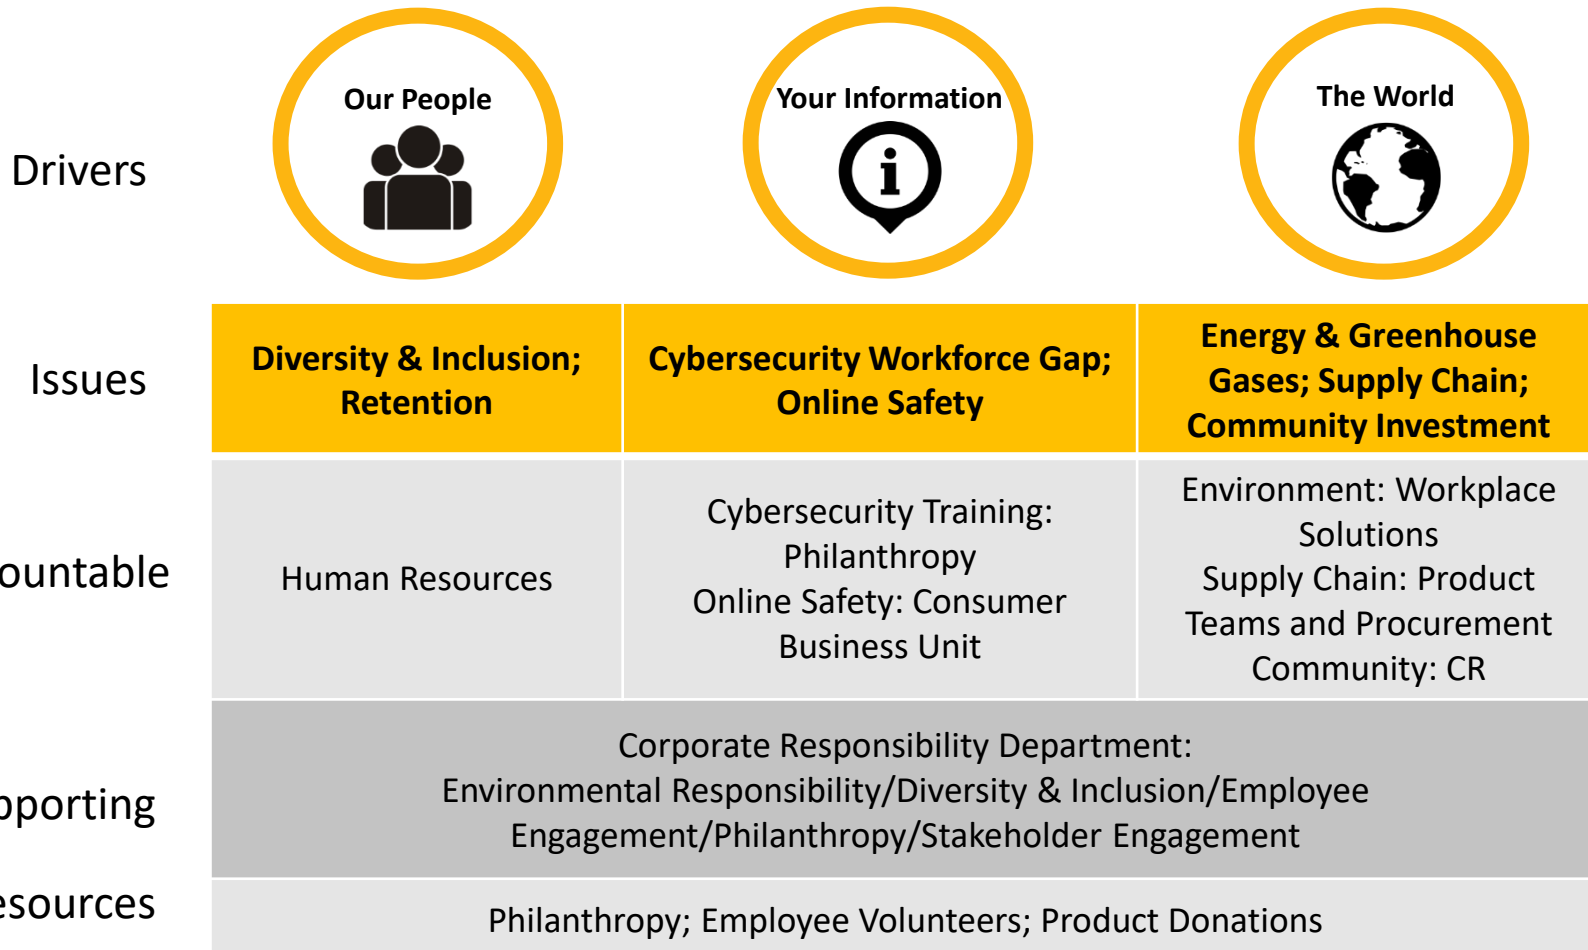 Our People
Your Information
The World
Drivers
Issues
Diversity & Inclusion;
Retention
Cybersecurity Workforce Gap;
Online Safety
Energy & Greenhouse
Gases; Supply Chain;
Community Investment
ountable
Human Resources
Cybersecurity Training:
Philanthropy
Online Safety: Consumer
Business Unit
Environment: Workplace
Solutions
Supply Chain: Product
Teams and Procurement
Community: CR
pporting
Corporate Responsibility Department:
Environmental Responsibility/Diversity & Inclusion/Employee
Engagement/Philanthropy/Stakeholder Engagement
esources
Philanthropy; Employee Volunteers; Product Donations